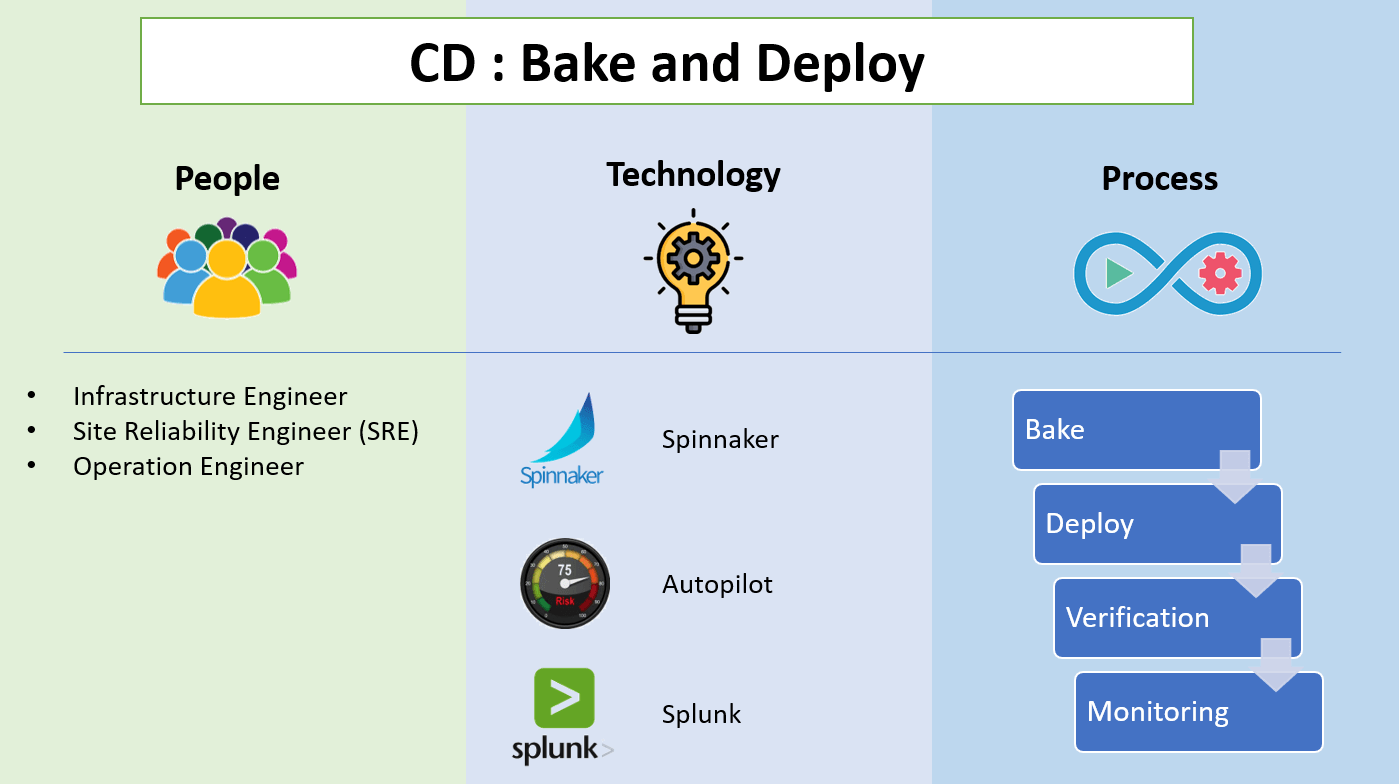 CD : Bake and Deploy
People
Technology
Process
• Infrastructure Engineer
• Site Reliability Engineer (SRE)
• Operation Engineer
Spinnaker
Spinnaker
75
Risk
Autopilot
splunk>
Splunk
Bake
Deploy
Verification
Monitoring